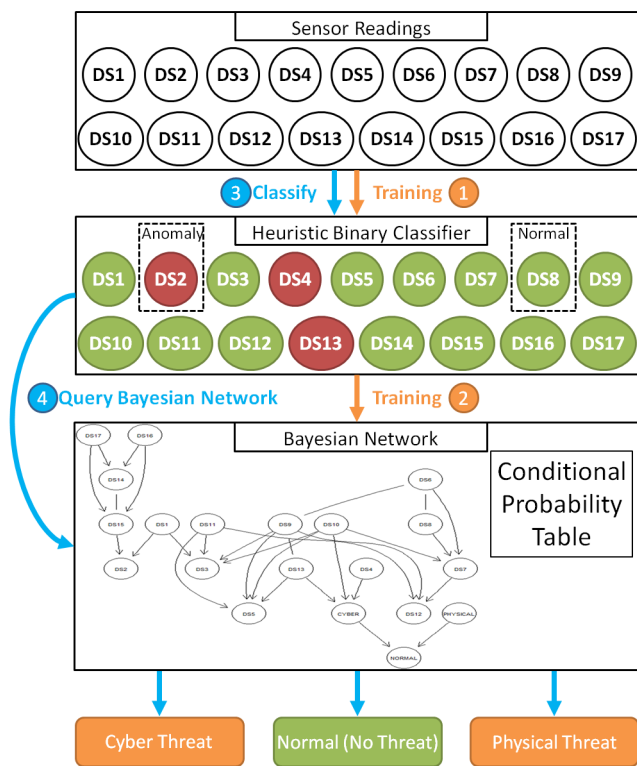 Sensor Readings
DS1 DS2 DS3 DS4 DS5 DS6 DS7 DS8 DS9
DS10 DS11 DS12 DS13 DS14 DS15 DS16 DS17
3 Classify Training 1
Anomaly Heuristic Binary Classifier Normal
DS1 DS2 DS3 DS4 DS5 DS6 DS7 DS8 DS9
DS10 DS11 DS12 DS13 DS14 DS15 DS16 DS17
4 Query Bayesian Network Training 2
Bayesian Network
DS17 DS16
DS14 DS6
DS15 DS1 DS11 DS9 DS10 DS8
DS2 DS3 DS13 DS4 DS7
DS5 CYBER DS12 PHYSICAL
NORMAL
Conditional
Probability
Table
Cyber Threat Normal (No Threat) Physical Threat